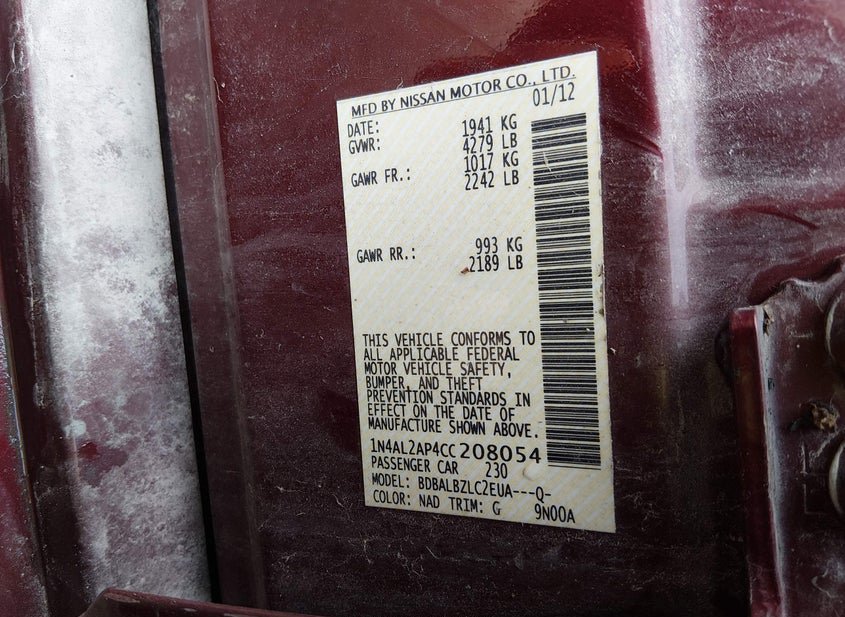 MFD BY NISSAN MOTOR CO., LTD.
DATE: 01/12
GVWR: 1941 KG
4279 LB
GAWR FR.: 1017 KG
2242 LB
GAWR RR.: 993 KG
2189 LB
THIS VEHICLE CONFORMS TO
ALL APPLICABLE FEDERAL
MOTOR VEHICLE SAFETY,
BUMPER, AND THEFT
PREVENTION STANDARDS IN
EFFECT ON THE DATE OF
MANUFACTURE SHOWN ABOVE.
1N4AL2AP4CC208054
PASSENGER CAR 230
MODEL: BDBALBZLC2EUA---Q-
COLOR: NAD TRIM: G 9N00A